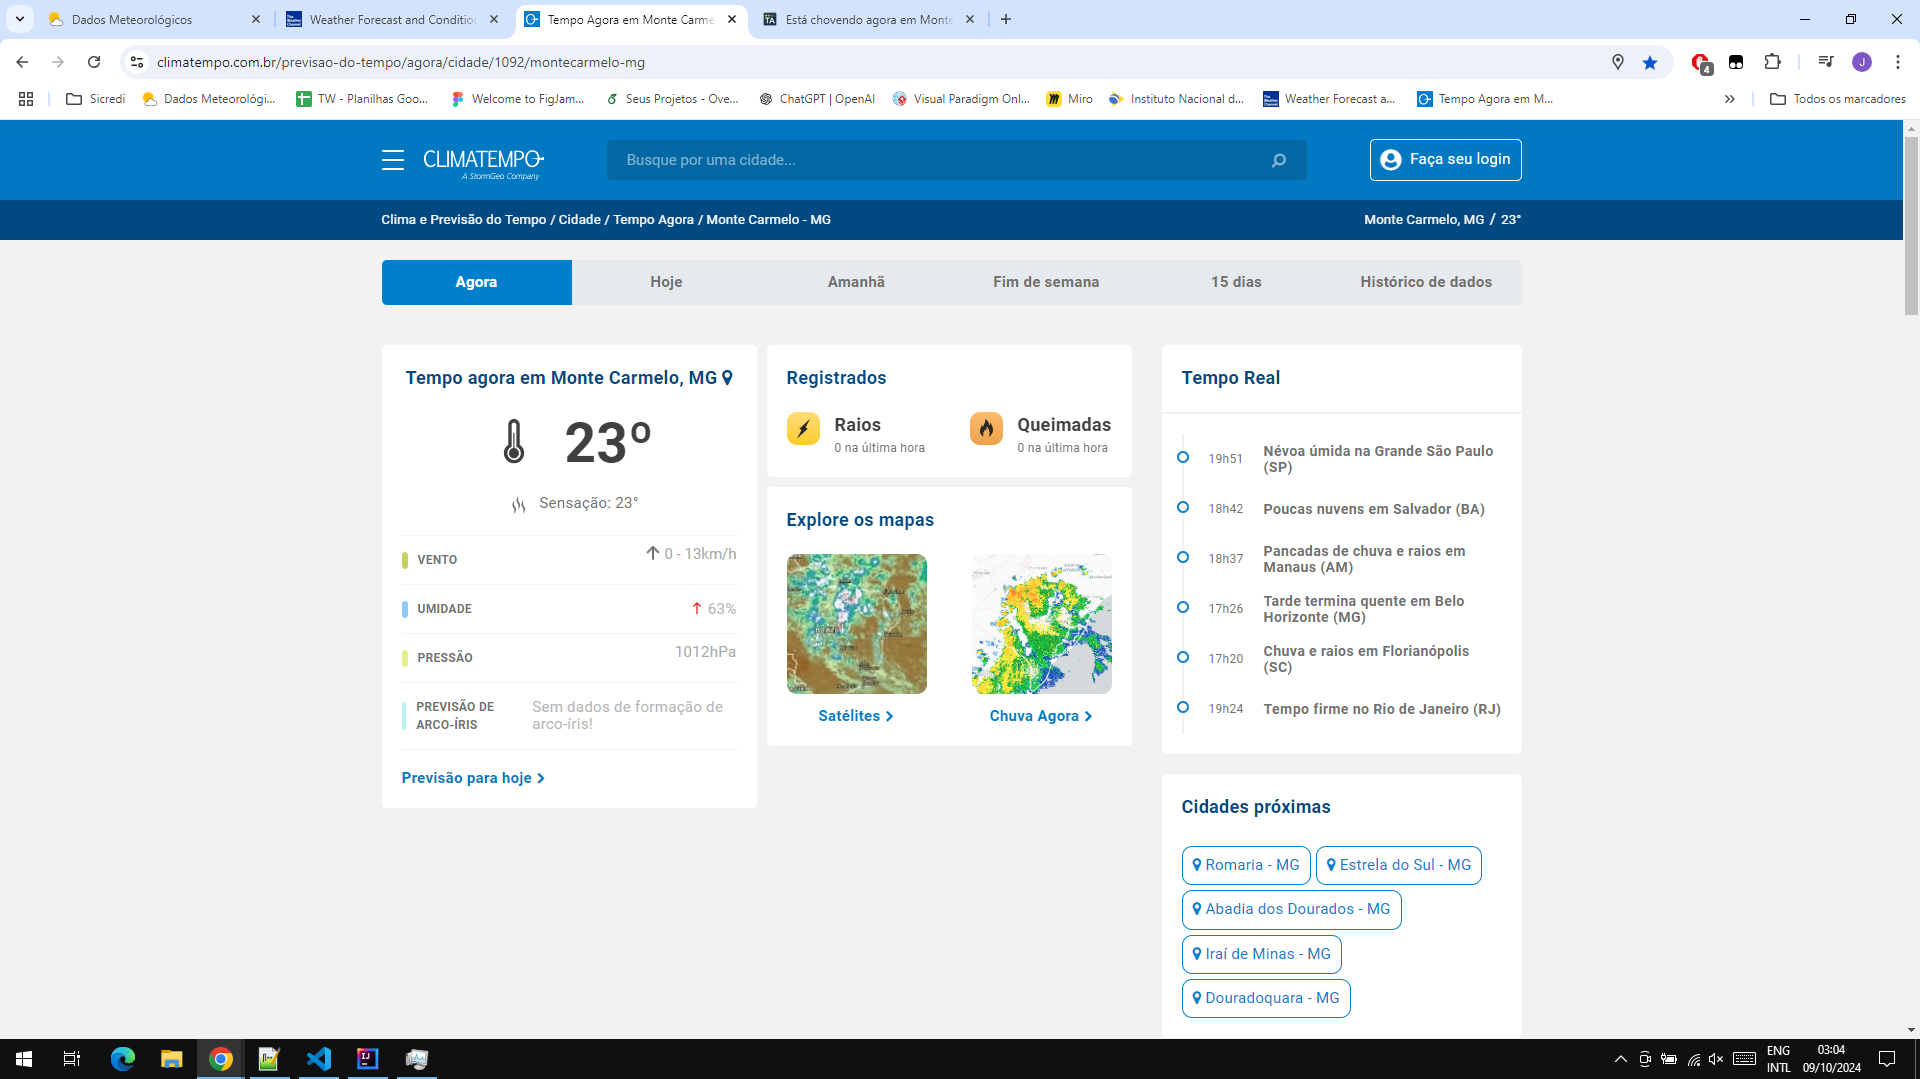 Dados Meteorológicos
Weather Forecast and Conditio
Tempo Agora em Monte Carme
Está chovendo agora em Monte
climatempo.com.br/previsao-do-tempo/agora/cidade/1092/montecarmelo-mg
4
J
Sicredi
Dados Meteorológi...
TW - Planilhas Goo...
Welcome to FigJam...
Seus Projetos - Ove...
ChatGPT | OpenAI
Visual Paradigm Onl...
Miro
Instituto Nacional d...
Weather Forecast a...
Tempo Agora em M...
Todos os marcadores
CLIMATEMPO
A StormGeo Company
Busque por uma cidade...
Faça seu login
Clima e Previsão do Tempo / Cidade / Tempo Agora / Monte Carmelo - MG
Monte Carmelo, MG / 23°
Agora
Hoje
Amanhã
Fim de semana
15 dias
Histórico de dados
Tempo agora em Monte Carmelo, MG
23º
Sensação: 23°
VENTO
0 - 13km/h
UMIDADE
63%
PRESSÃO
1012hPa
PREVISÃO DE
ARCO-ÍRIS
Sem dados de formação de
arco-íris!
Previsão para hoje
Registrados
Raios
0 na última hora
Queimadas
0 na última hora
Explore os mapas
Satélites
Chuva Agora
Tempo Real
19h51
Névoa úmida na Grande São Paulo
(SP)
18h42
Poucas nuvens em Salvador (BA)
18h37
Pancadas de chuva e raios em
Manaus (AM)
17h26
Tarde termina quente em Belo
Horizonte (MG)
17h20
Chuva e raios em Florianópolis
(SC)
19h24
Tempo firme no Rio de Janeiro (RJ)
Cidades próximas
Romaria - MG
Estrela do Sul - MG
Abadia dos Dourados - MG
Iraí de Minas - MG
Douradoquara - MG
ENG
INTL
03:04
09/10/2024